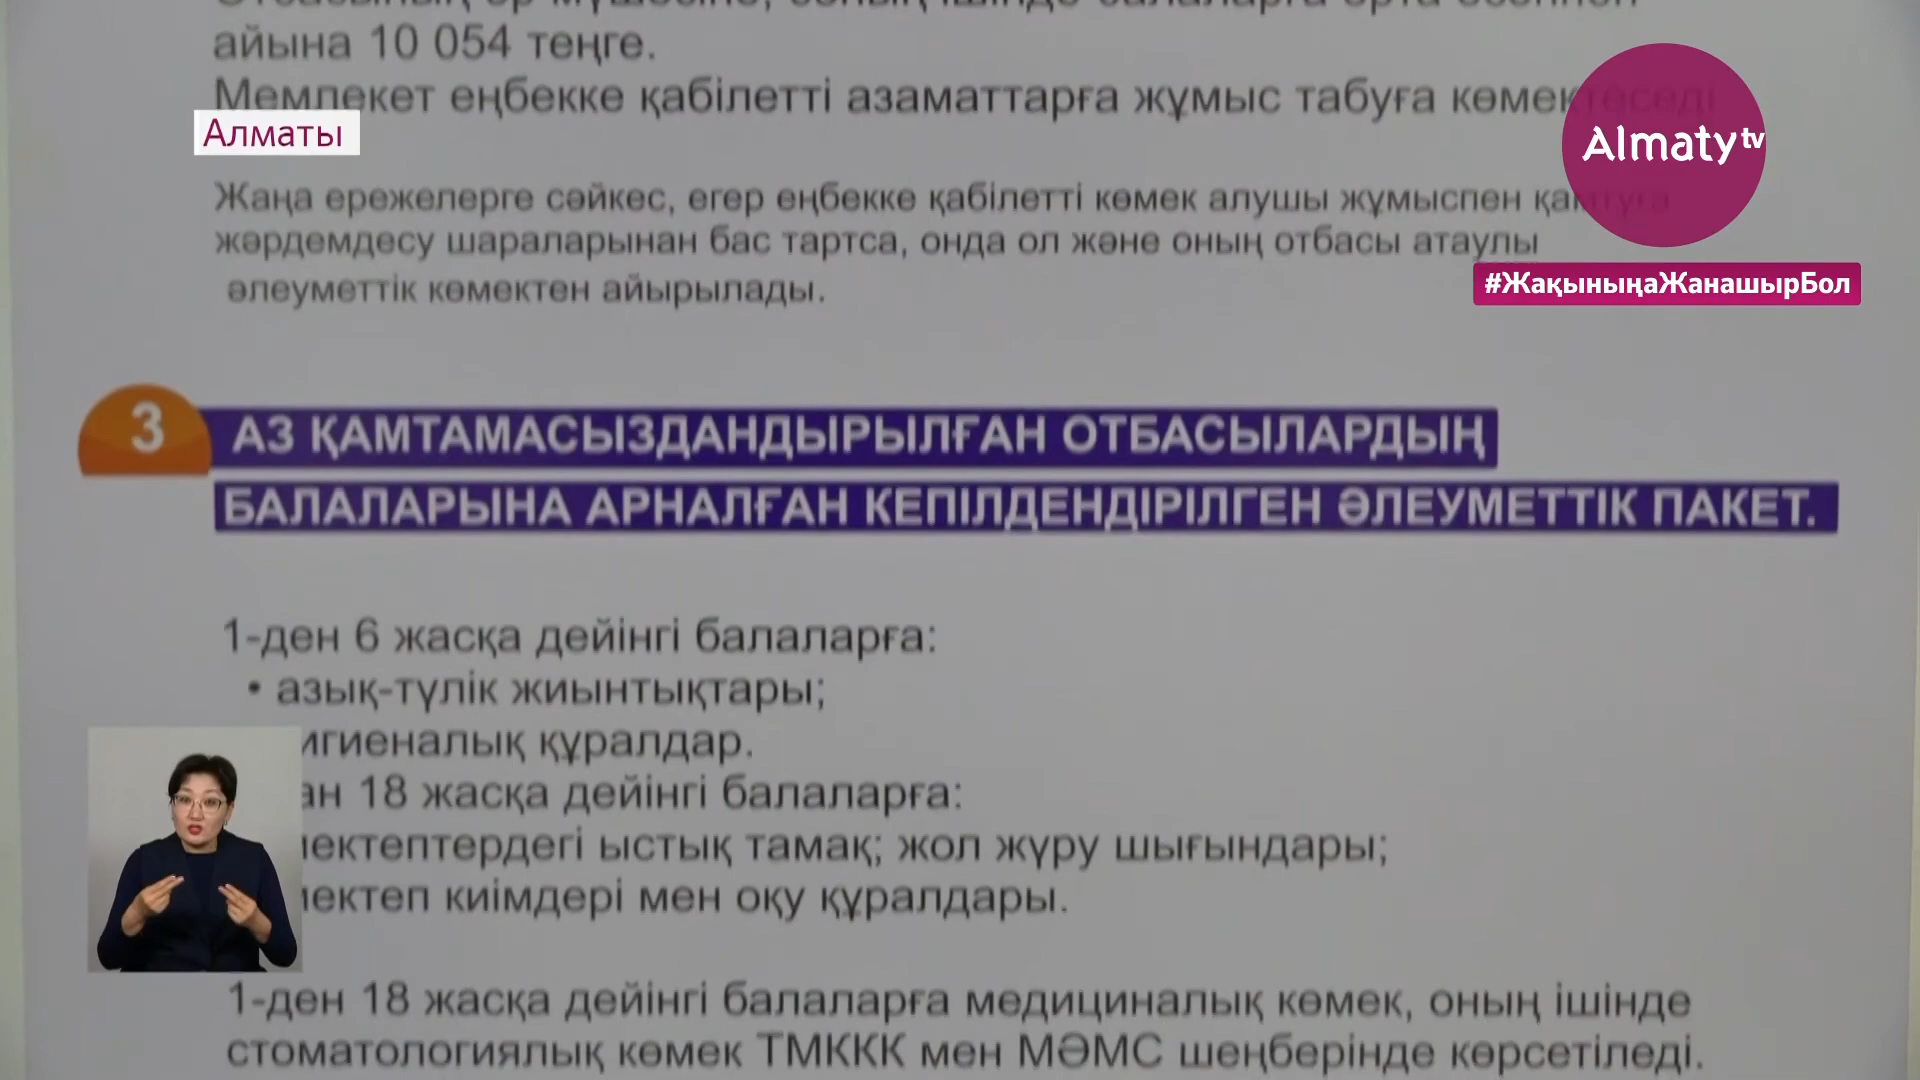 айына 10 054 теңге.
Мемлекет еңбекке қабілетті азаматтарға жұмыс табуға көмектеседі
Алматы
Almaty tv
Жаңа ережелерге сәйкес, егер еңбекке қабілетті көмек алушы жұмыспен қамтуға
жәрдемдесу шараларынан бас тартса, онда ол және оның отбасы атаулы
әлеуметтік көмектен айырылады.
#ЖақыныңаЖанашырБол
3
АЗ ҚАМТАМАСЫЗДАНДЫРЫЛҒАН ОТБАСЫЛАРДЫҢ
БАЛАЛАРЫНА АРНАЛҒАН КЕПІЛДЕНДІРІЛГЕН ӘЛЕУМЕТТІК ПАКЕТ.
1-ден 6 жасқа дейінгі балаларға:
• азық-түлік жиынтықтары;
игиеналық құралдар.
ан 18 жасқа дейінгі балаларға:
ектептердегі ыстық тамақ; жол жүру шығындары;
ектеп киімдері мен оқу құралдары.
1-ден 18 жасқа дейінгі балаларға медициналық көмек, оның ішінде
стоматологиялық көмек ТМККК мен МӘМС шеңберінде көрсетіледі.